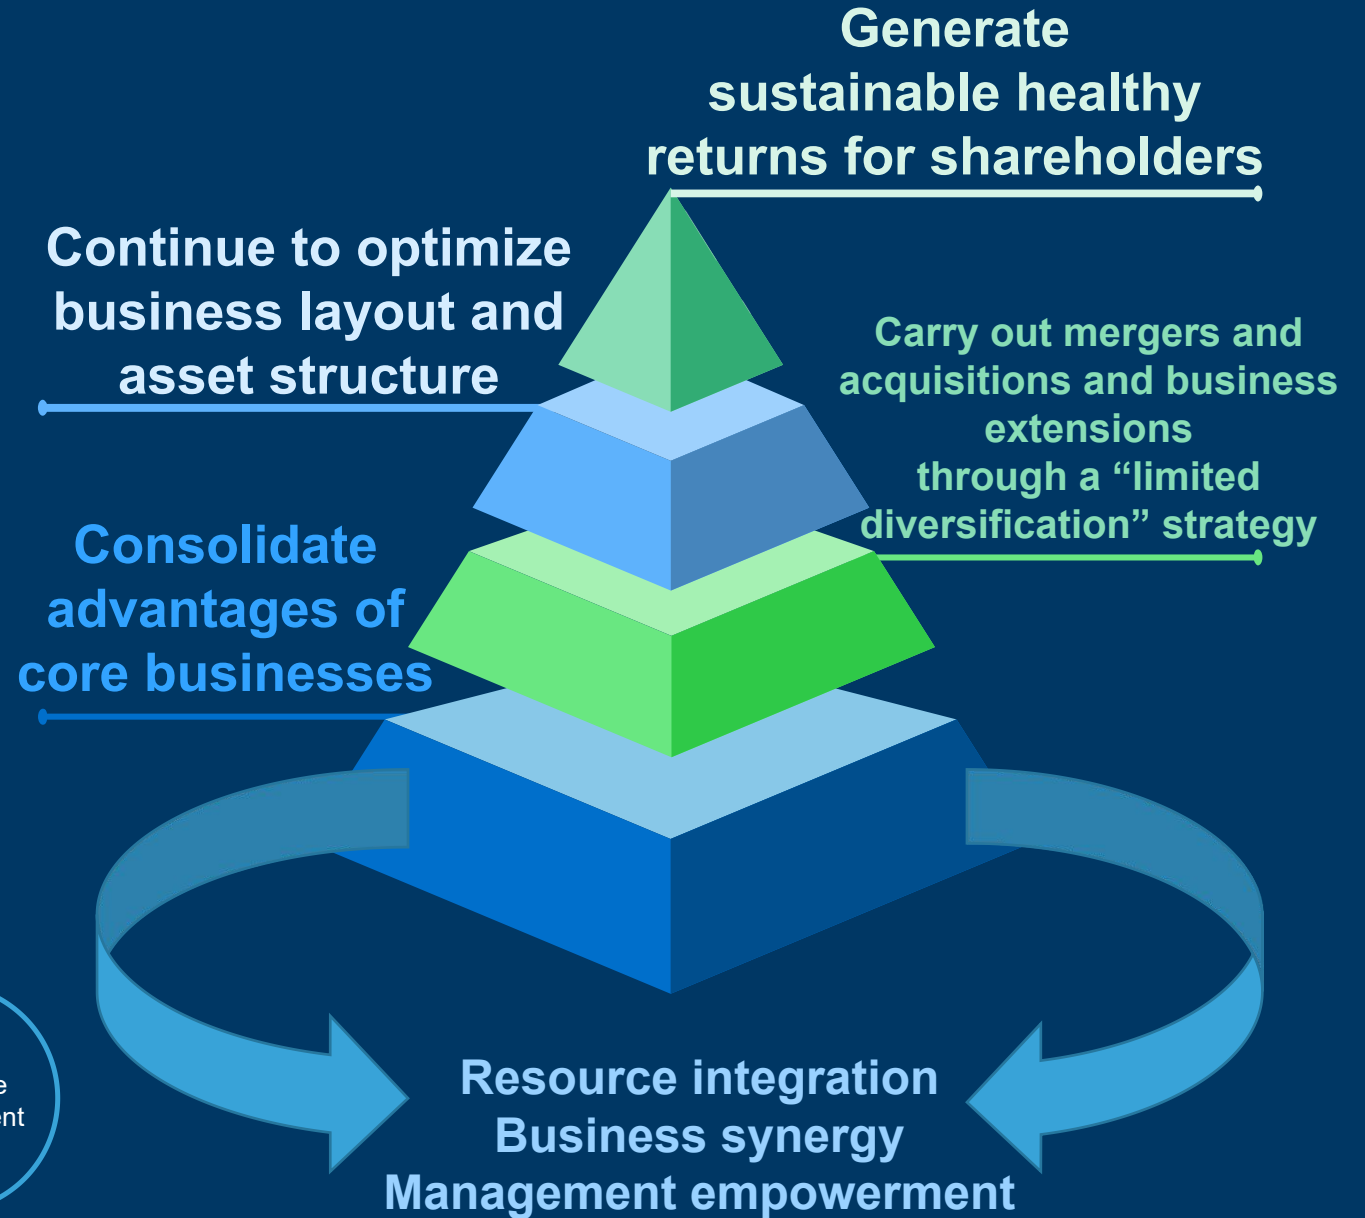 Generate
sustainable healthy
returns for shareholders
Continue to optimize
business layout and
asset structure
Carry out mergers and
acquisitions and business
extensions
through a “limited
diversification” strategy
Consolidate
advantages of
core businesses
Resource integration
Business synergy
Management empowerment